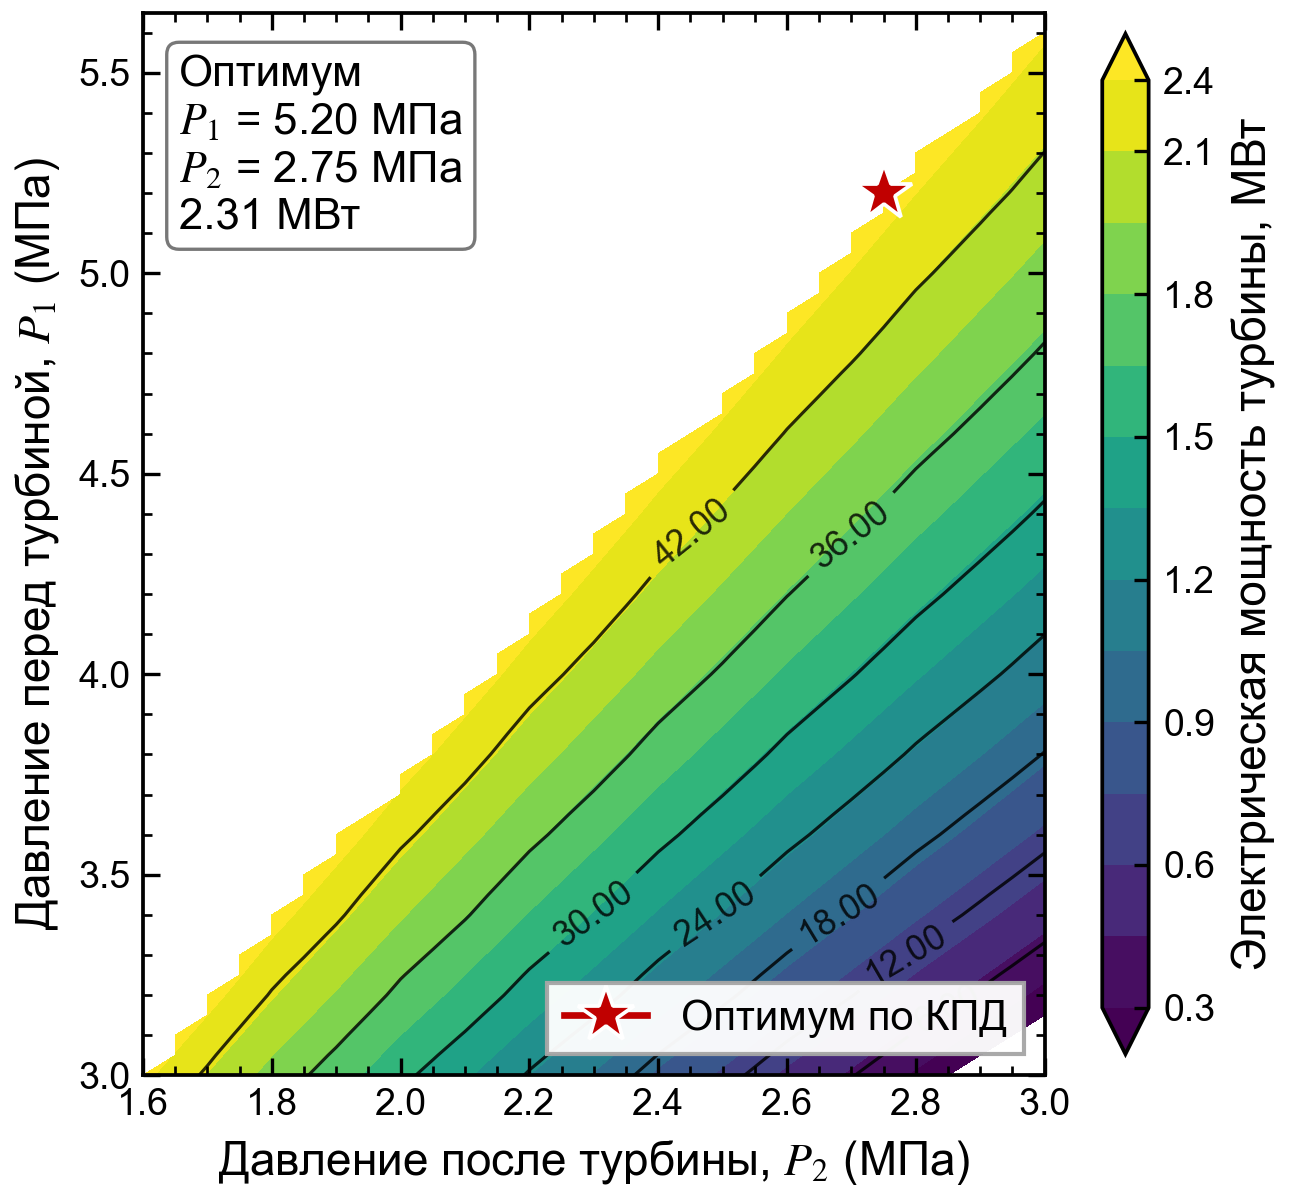 Оптимум
P1 = 5.20 МПа
P2 = 2.75 МПа
2.31 МВт
Давление перед турбиной, P1 (МПа)
5.5
5.0
4.5
4.0
3.5
3.0
42.00
36.00
30.00
24.00
18.00
12.00
Оптимум по КПД
1.6 1.8 2.0 2.2 2.4 2.6 2.8 3.0
Давление после турбины, P2 (МПа)
2.4
2.1
1.8
1.5
1.2
0.9
0.6
0.3
Электрическая мощность турбины, МВт